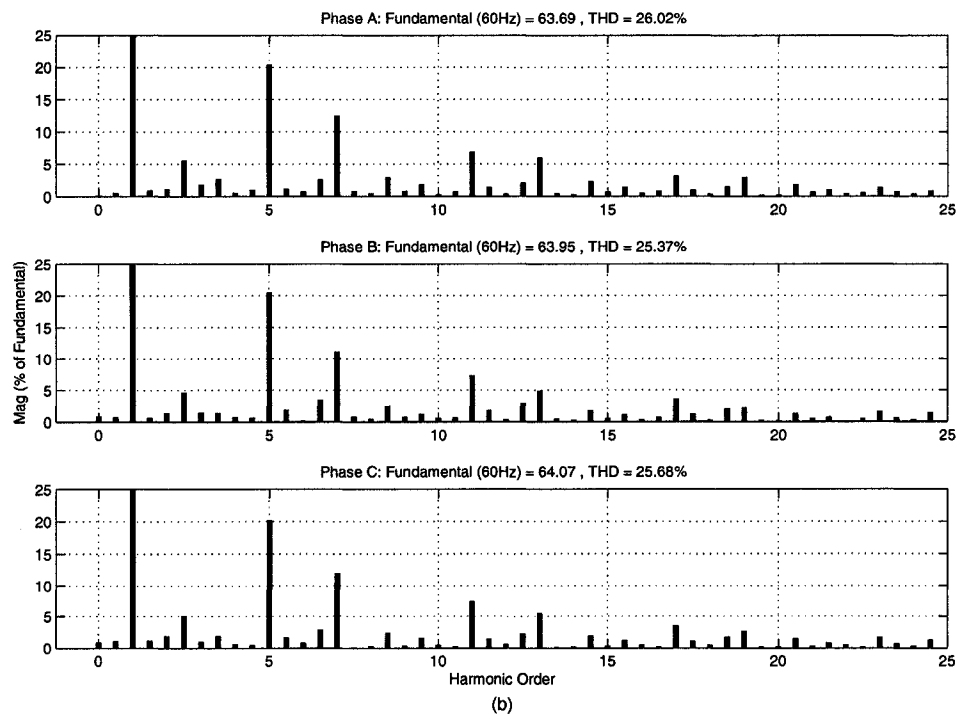 Phase A: Fundamental (60Hz) = 63.69 , THD = 26.02%
25
20
15
10
5
0
0 5 10 15 20 25
Phase B: Fundamental (60Hz) = 63.95 , THD = 25.37%
Mag (% of Fundamental)
25
20
15
10
5
0
0 5 10 15 20 25
Phase C: Fundamental (60Hz) = 64.07 , THD = 25.68%
25
20
15
10
5
0
0 5 10 15 20 25
Harmonic Order
(b)